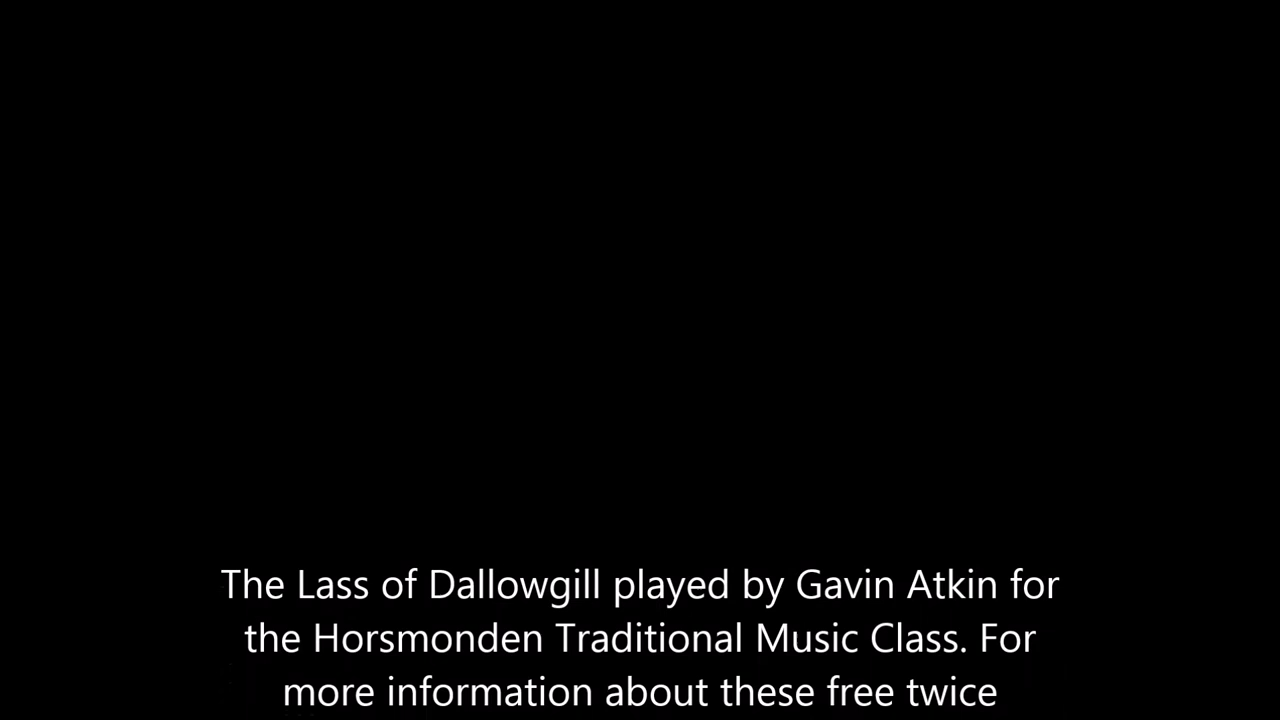 The Lass of Dallowgill played by Gavin Atkin for
the Horsmonden Traditional Music Class. For
more information about these free twice